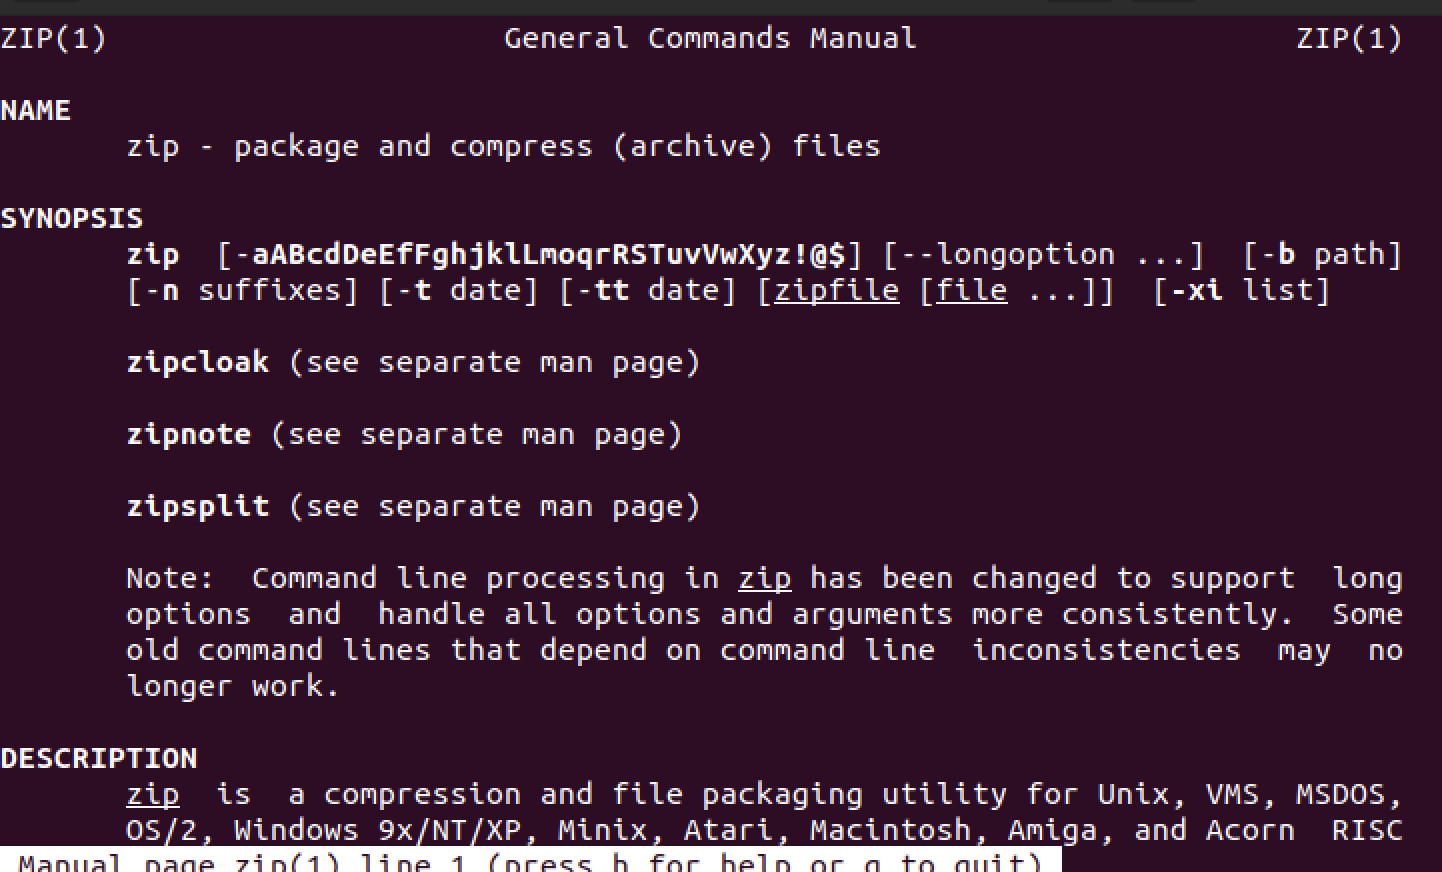 ZIP(1) General Commands Manual ZIP(1)
NAME
zip - package and compress (archive) files
SYNOPSIS
zip [-aABcdDeEfFghjklLmoqrRSTuvVwXyz!@$] [--longoption ...] [-b path]
[-n suffixes] [-t date] [-tt date] [zipfile [file ...]] [-xi list]
zipcloak (see separate man page)
zipnote (see separate man page)
zipsplit (see separate man page)
Note: Command line processing in zip has been changed to support long
options and handle all options and arguments more consistently. Some
old command lines that depend on command line inconsistencies may no
longer work.
DESCRIPTION
zip is a compression and file packaging utility for Unix, VMS, MSDOS,
OS/2, Windows 9x/NT/XP, Minix, Atari, Macintosh, Amiga, and Acorn RISC
Manual page zip(1) line 1 (press h for help or q to quit)